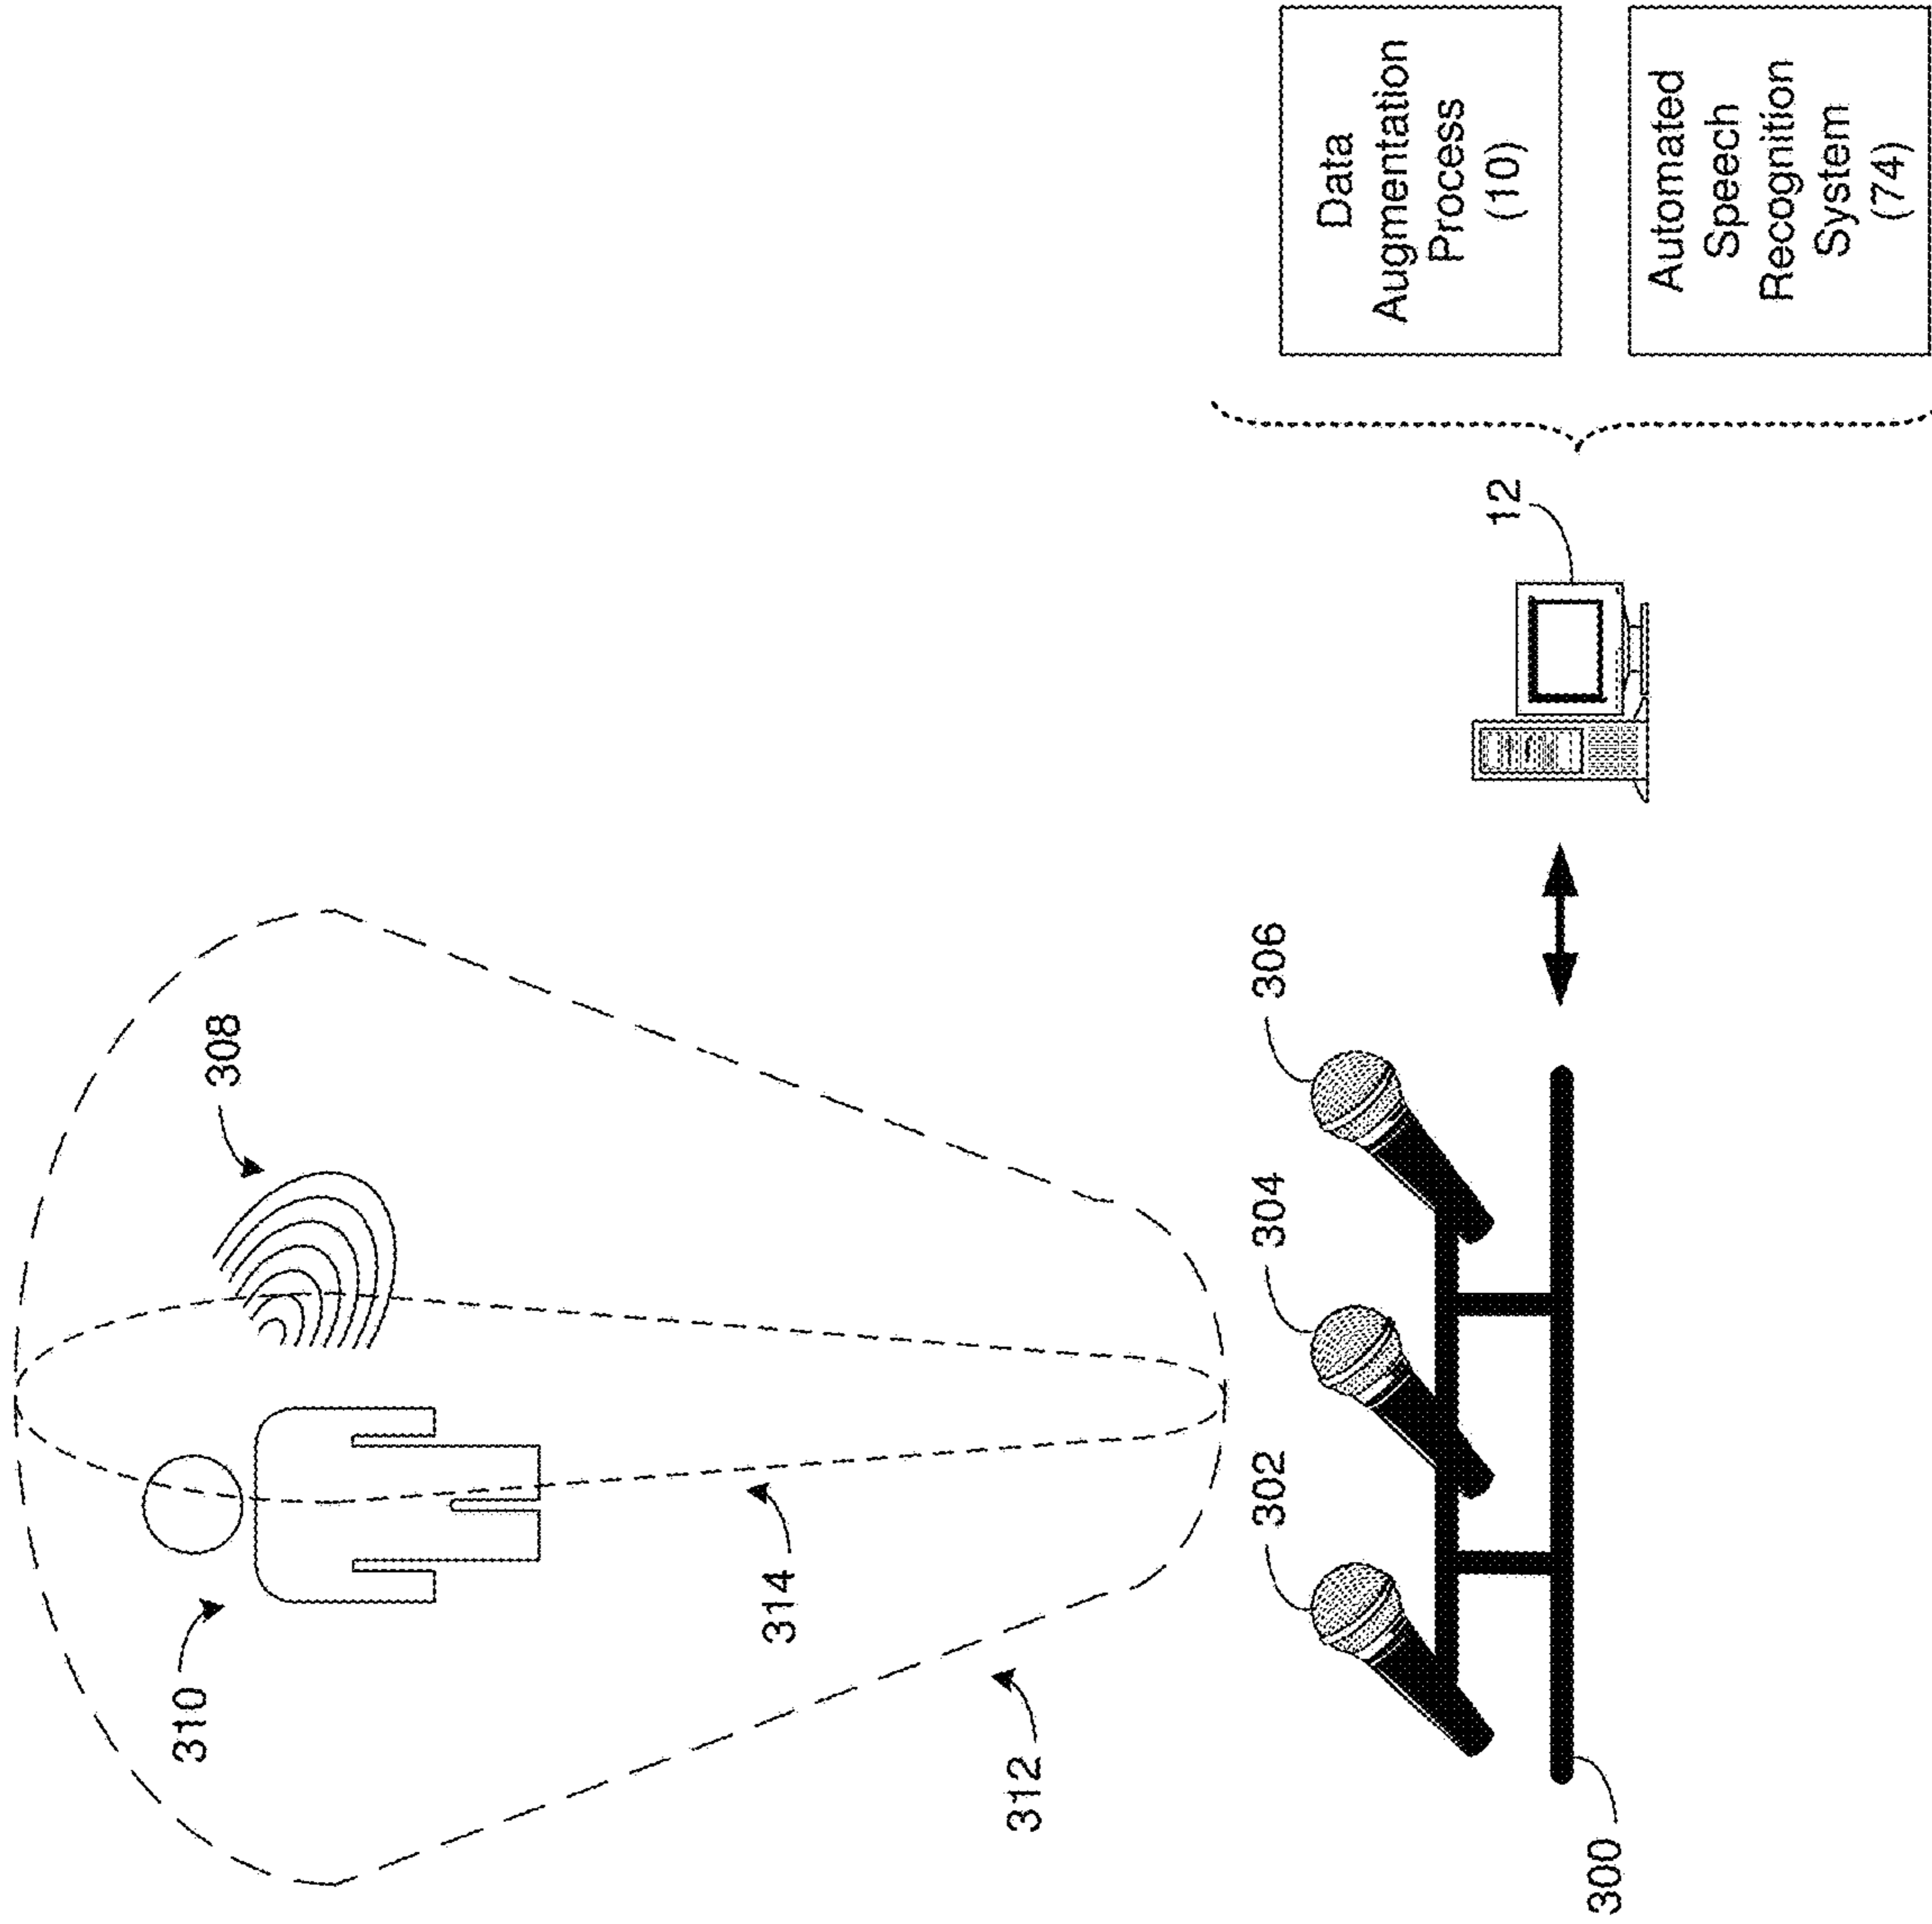 310
308
314
312
302
304
306
300
12
Data
Augmentation
Process
(10)
Automated
Speech
Recognition
System
(74)